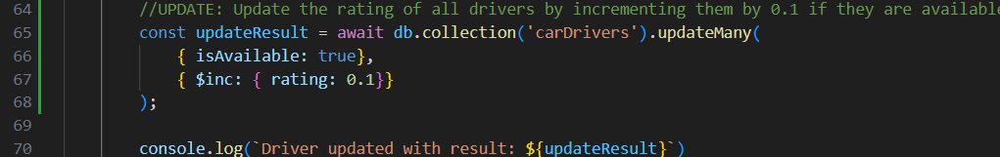 64 //UPDATE: Update the rating of all drivers by incrementing them by 0.1 if they are available
65 const updateResult = await db.collection('carDrivers').updateMany(
66 { isAvailable: true},
67 { $inc: { rating: 0.1}}
68 );
69
70 console.log(`Driver updated with result: ${updateResult}`)